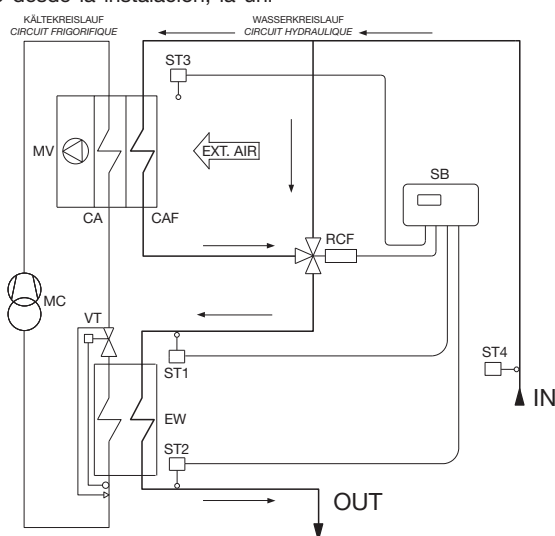 desde la instalación, la uni-
KÄLTEKREISLAUF
CIRCUIT FRIGORIFIQUE
WASSERKREISLAUF
CIRCUIT HYDRAULIQUE
ST3
MV
EXT. AIR
SB
CA
CAF
RCF
MC
VT
ST1
ST4
IN
EW
ST2
OUT